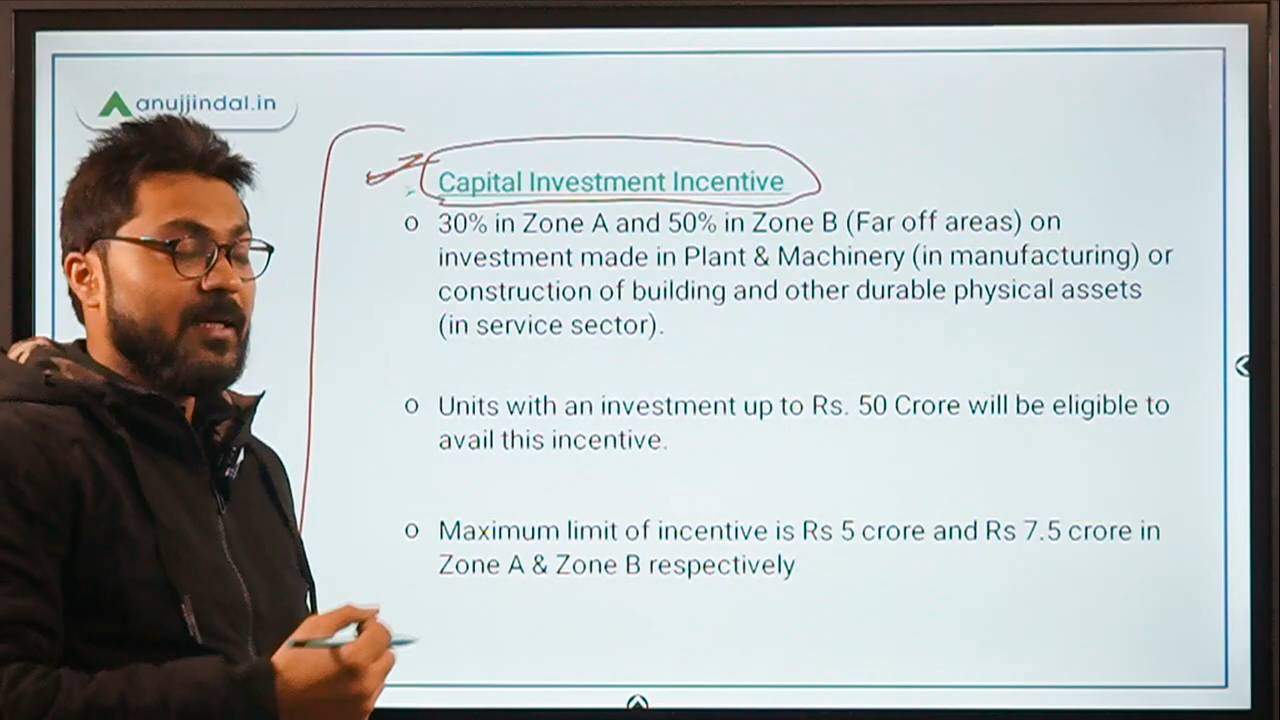 anujjindal.in
Capital Investment Incentive
o 30% in Zone A and 50% in Zone B (Far off areas) on
investment made in Plant & Machinery (in manufacturing) or
construction of building and other durable physical assets
(in service sector).
o Units with an investment up to Rs. 50 Crore will be eligible to
avail this incentive.
o Maximum limit of incentive is Rs 5 crore and Rs 7.5 crore in
Zone A & Zone B respectively